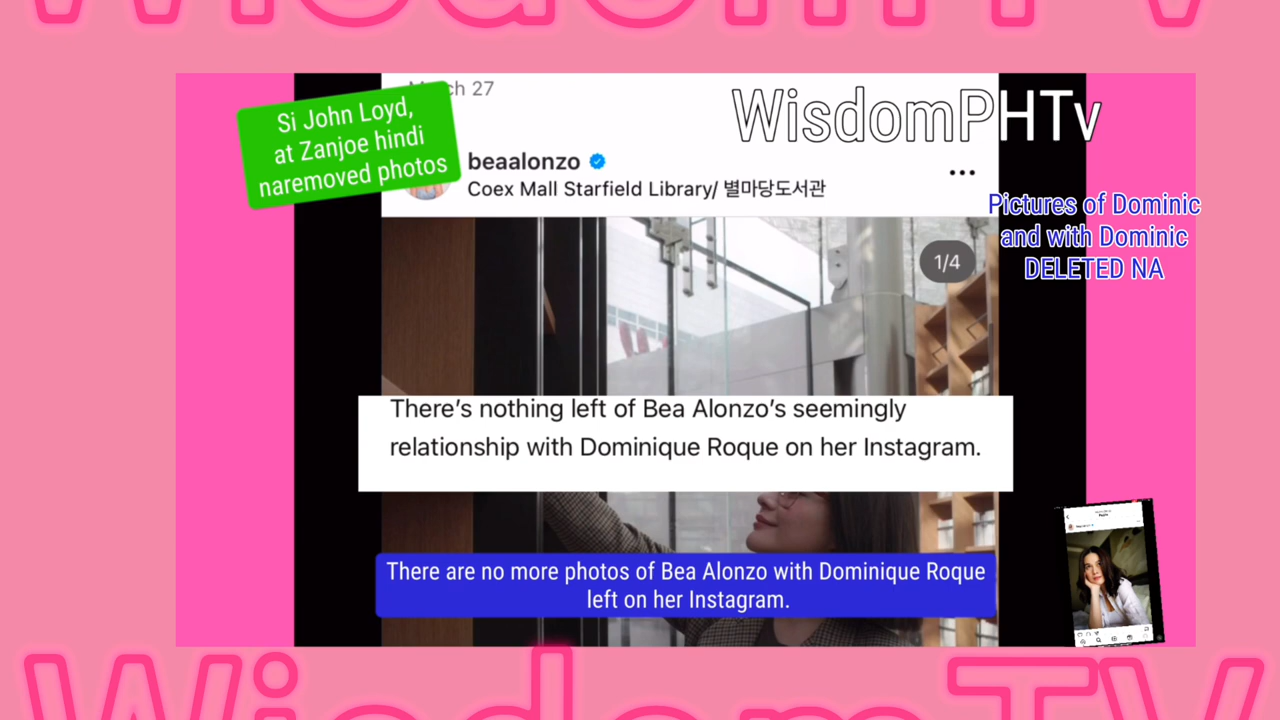 WisdomTv
March 27
Si John Loyd,
at Zanjoe hindi
naremoved photos
WisdomPHTv
beaalonzo
Coex Mall Starfield Library/ 별마당도서관
Pictures of Dominic
and with Dominic
DELETED NA
1/4
There's nothing left of Bea Alonzo's seemingly
relationship with Dominique Roque on her Instagram.
There are no more photos of Bea Alonzo with Dominique Roque
left on her Instagram.
WisdomTV